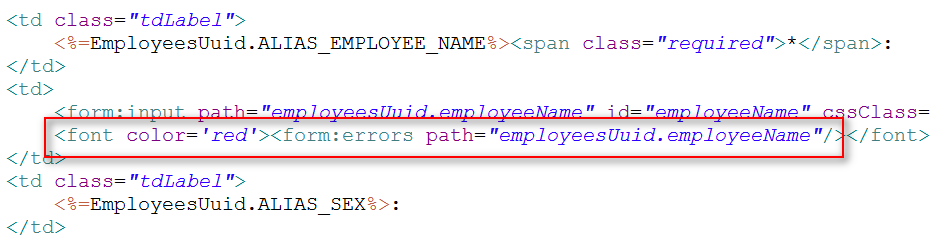 <td class="tdLabel">
<%=EmployeesUuid.ALIAS_EMPLOYEE_NAME%><span class="required">*</span>:
</td>
<td>
<form:input path="employeesUuid.employeeName" id="employeeName" cssClass=
<font color='red'><form:errors path="employeesUuid.employeeName"/></font>
</td>
<td class="tdLabel">
<%=EmployeesUuid.ALIAS_SEX%>:
</td>